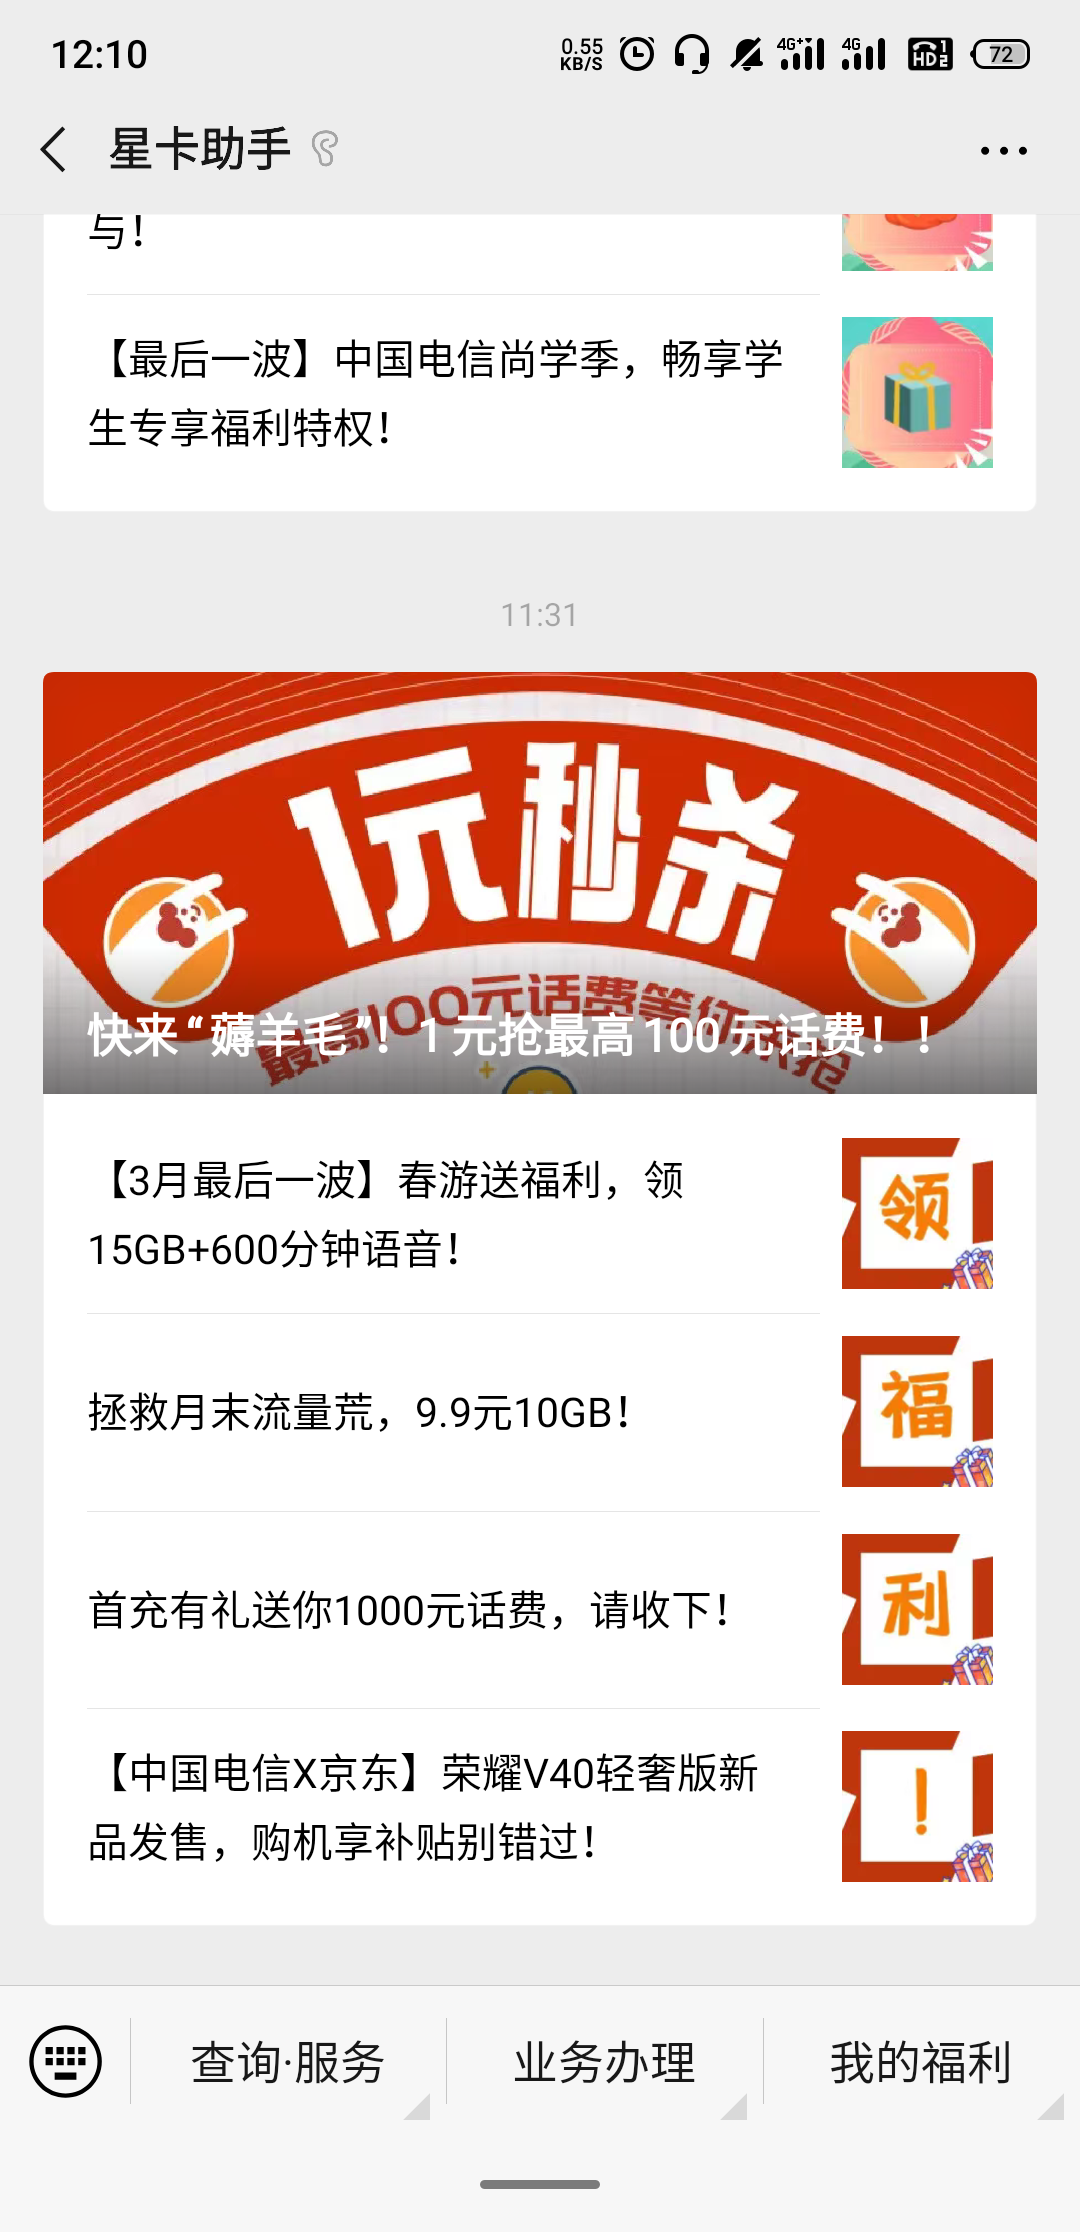 12:10
0.55
KB/S
4G+
4G
HD
1
2
72
星卡助手
与！
【最后一波】中国电信尚学季，畅享学
生专享福利特权！
11:31
1元秒杀
最高100元话费等你来抢
快来“薅羊毛”！1元抢最高100元话费！！
【3月最后一波】春游送福利，领
15GB+600分钟语音！
领
拯救月末流量荒，9.9元10GB！
福
首充有礼送你1000元话费，请收下！
利
【中国电信X京东】荣耀V40轻奢版新
品发售，购机享补贴别错过！
！
查询·服务
业务办理
我的福利